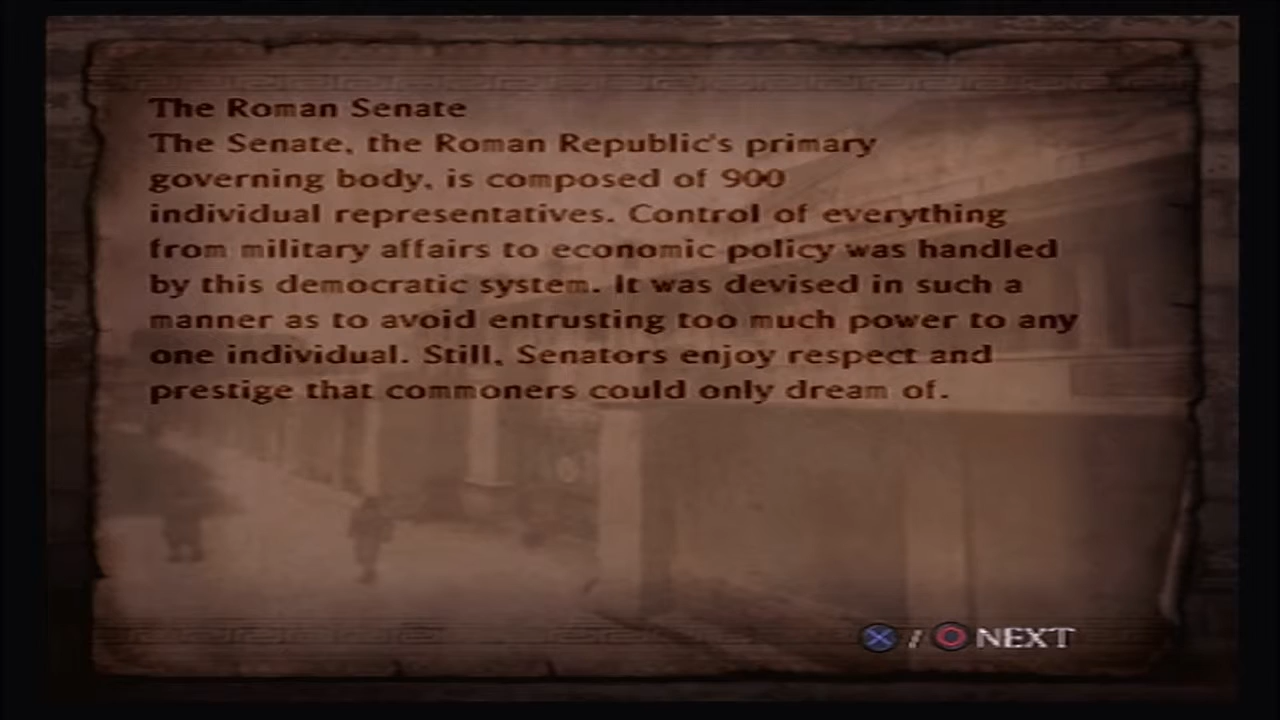 The Roman Senate
The Senate, the Roman Republic's primary
governing body, is composed of 900
individual representatives. Control of everything
from military affairs to economic policy was handled
by this democratic system. It was devised in such a
manner as to avoid entrusting too much power to any
one individual. Still, Senators enjoy respect and
prestige that commoners could only dream of.
/ NEXT